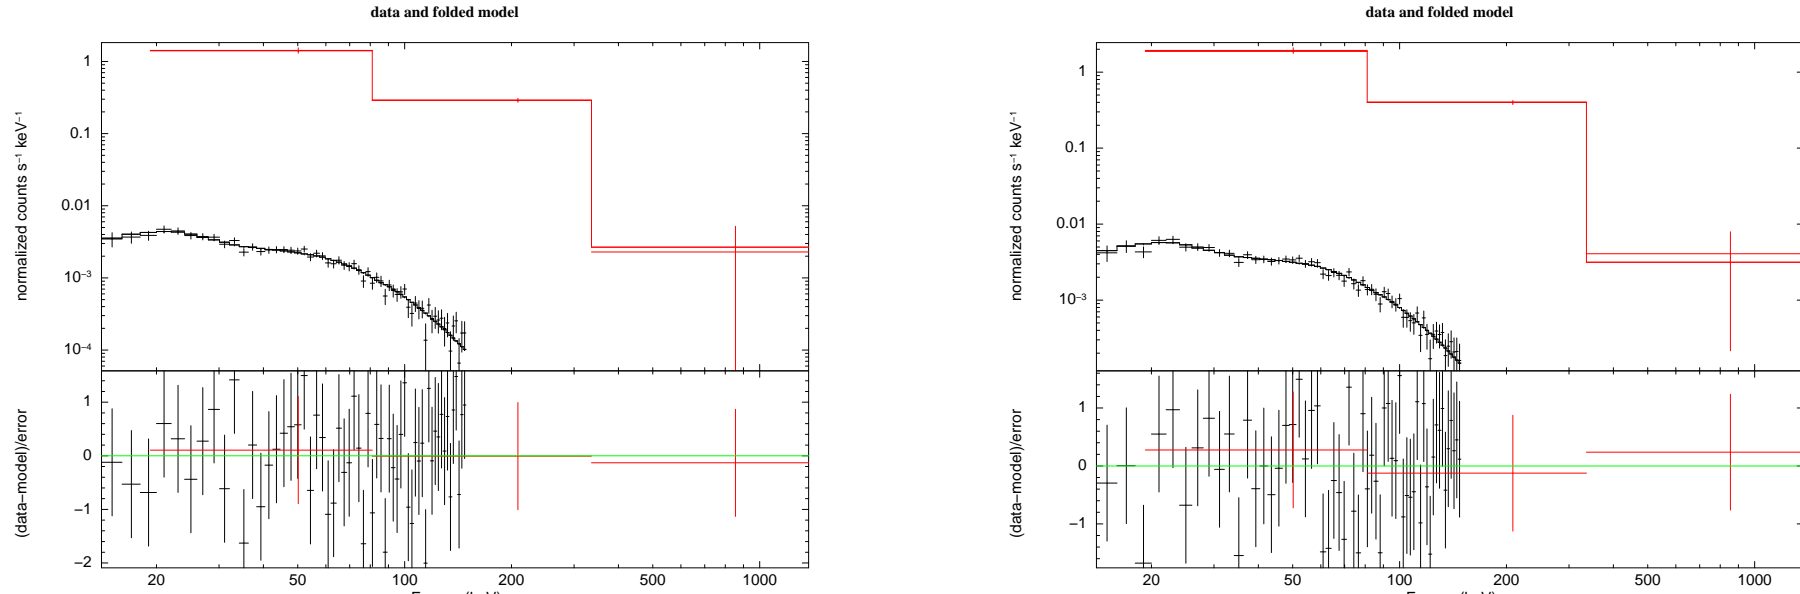 data and folded model
normalized counts s⁻¹ keV⁻¹
1
0.1
0.01
10⁻³
10⁻⁴
(data−model)/error
1
0
−1
−2
20 50 100 200 500 1000
data and folded model
normalized counts s⁻¹ keV⁻¹
1
0.1
0.01
10⁻³
(data−model)/error
1
0
−1
20 50 100 200 500 1000